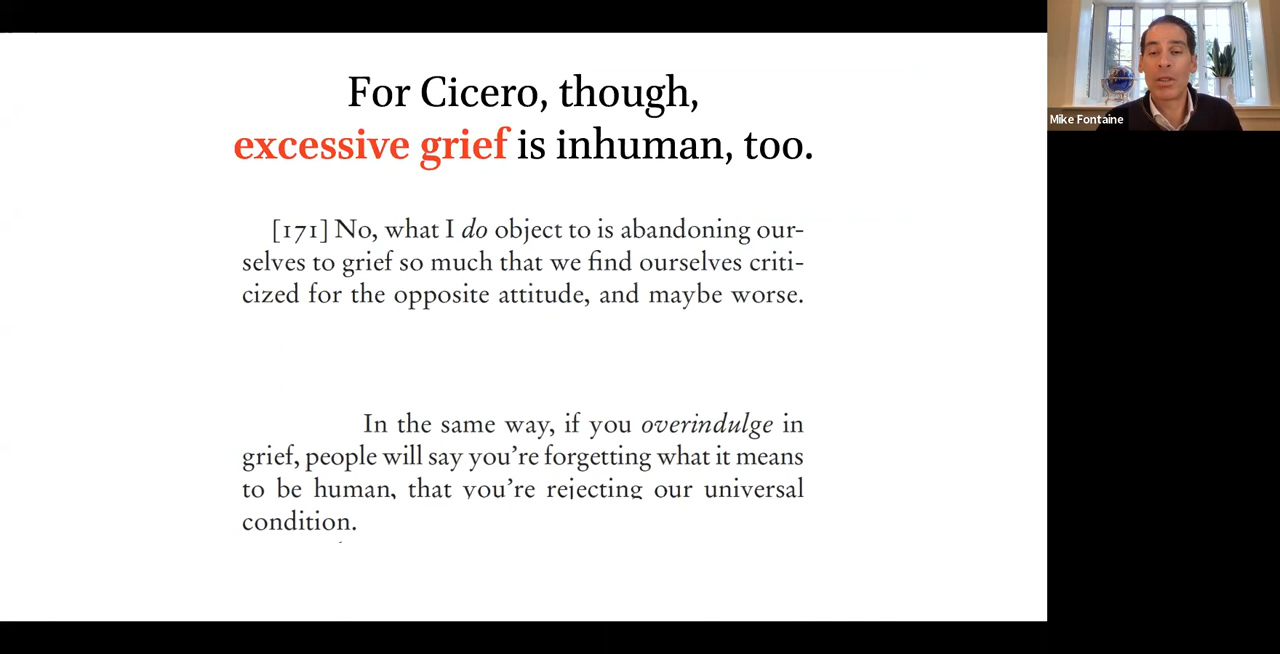 For Cicero, though,
excessive grief is inhuman, too.
[171] No, what I do object to is abandoning our-
selves to grief so much that we find ourselves criti-
cized for the opposite attitude, and maybe worse.
In the same way, if you overindulge in
grief, people will say you’re forgetting what it means
to be human, that you’re rejecting our universal
condition.
Mike Fontaine